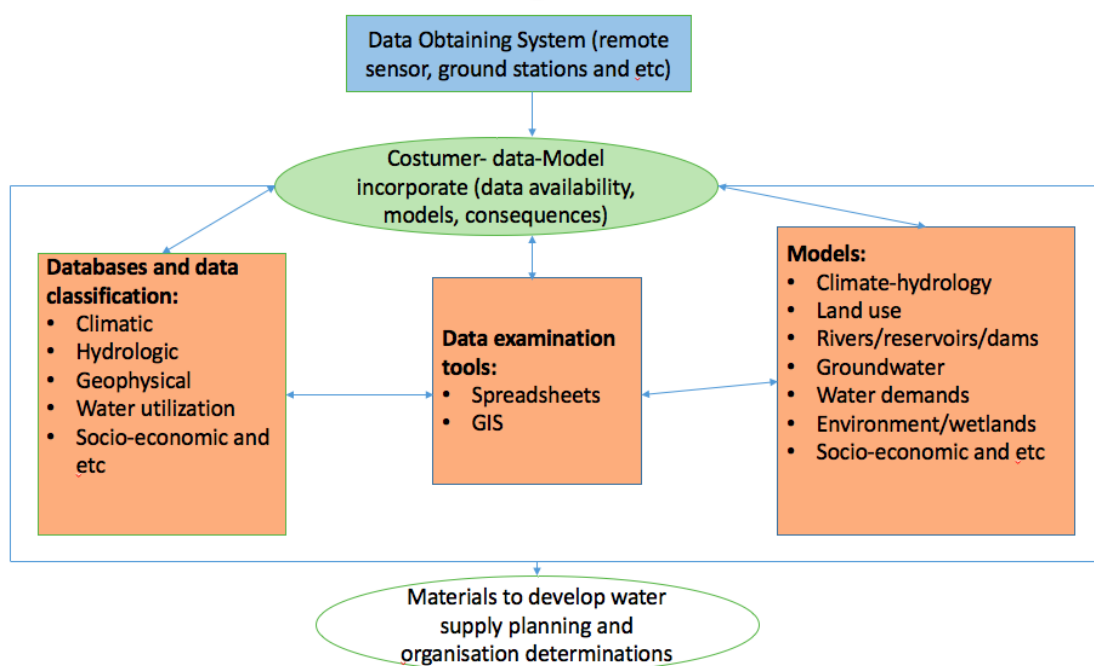 Data Obtaining System (remote
sensor, ground stations and etc)
Costumer- data-Model
incorporate (data availability,
models, consequences)
Databases and data
classification:
• Climatic
• Hydrologic
• Geophysical
• Water utilization
• Socio-economic and
etc
Data examination
tools:
• Spreadsheets
• GIS
Models:
• Climate-hydrology
• Land use
• Rivers/reservoirs/dams
• Groundwater
• Water demands
• Environment/wetlands
• Socio-economic and etc
Materials to develop water
supply planning and
organisation determinations